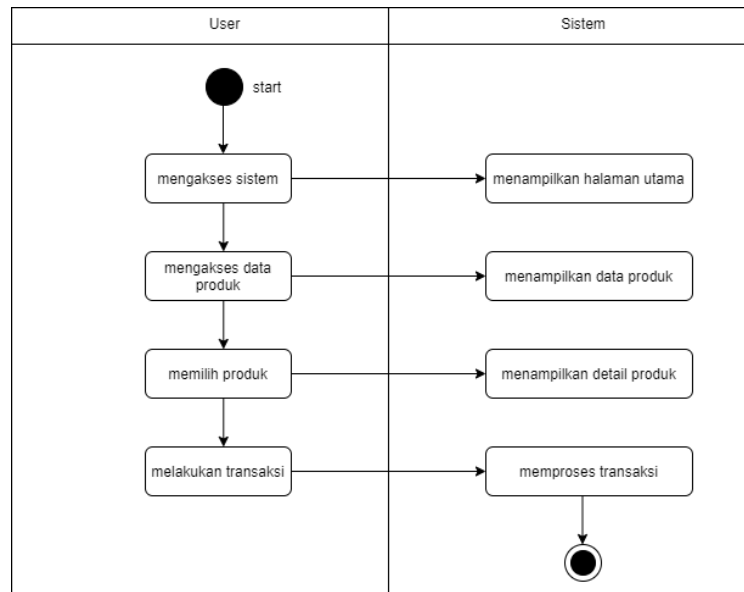 User
Sistem
start
mengakses sistem
menampilkan halaman utama
mengakses data
produk
menampilkan data produk
memilih produk
menampilkan detail produk
melakukan transaksi
memproses transaksi